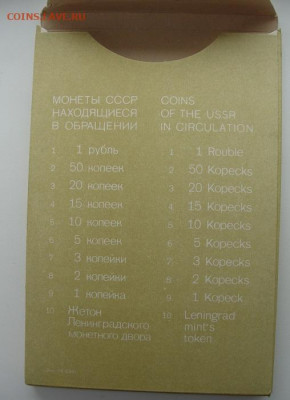 COINS.SAVE.RU
МОНЕТЫ СССР
НАХОДЯЩИЕСЯ
В ОБРАЩЕНИИ
1 1 рубль
2 50 копеек
3 20 копеек
4 15 копеек
5 10 копеек
6 5 копеек
7 3 копейки
8 2 копейки
9 1 копейка
10 Жетон
Ленинградского
монетного двора
COINS
OF THE USSR
IN CIRCULATION
1 1 Rouble
2 50 Kopecks
3 20 Kopecks
4 15 Kopecks
5 10 Kopecks
6 5 Kopecks
7 3 Kopecks
8 2 Kopecks
9 1 Kopeck
10 Leningrad
mint's
token